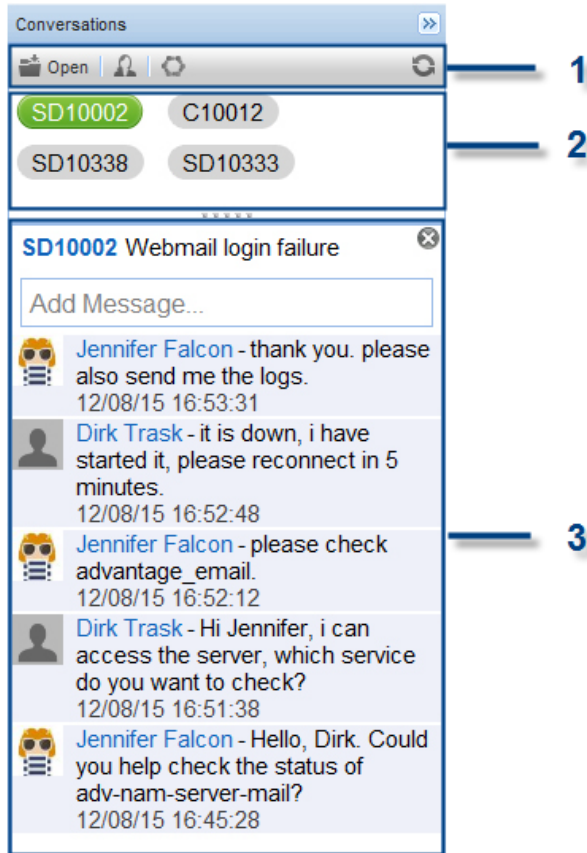 Conversations
Open
1
SD10002 C10012
SD10338 SD10333
2
SD10002 Webmail login failure
Add Message...
Jennifer Falcon - thank you. please
also send me the logs.
12/08/15 16:53:31
Dirk Trask - it is down, i have
started it, please reconnect in 5
minutes.
12/08/15 16:52:48
Jennifer Falcon - please check
advantage_email.
12/08/15 16:52:12
3
Dirk Trask - Hi Jennifer, i can
access the server, which service
do you want to check?
12/08/15 16:51:38
Jennifer Falcon - Hello, Dirk. Could
you help check the status of
adv-nam-server-mail?
12/08/15 16:45:28